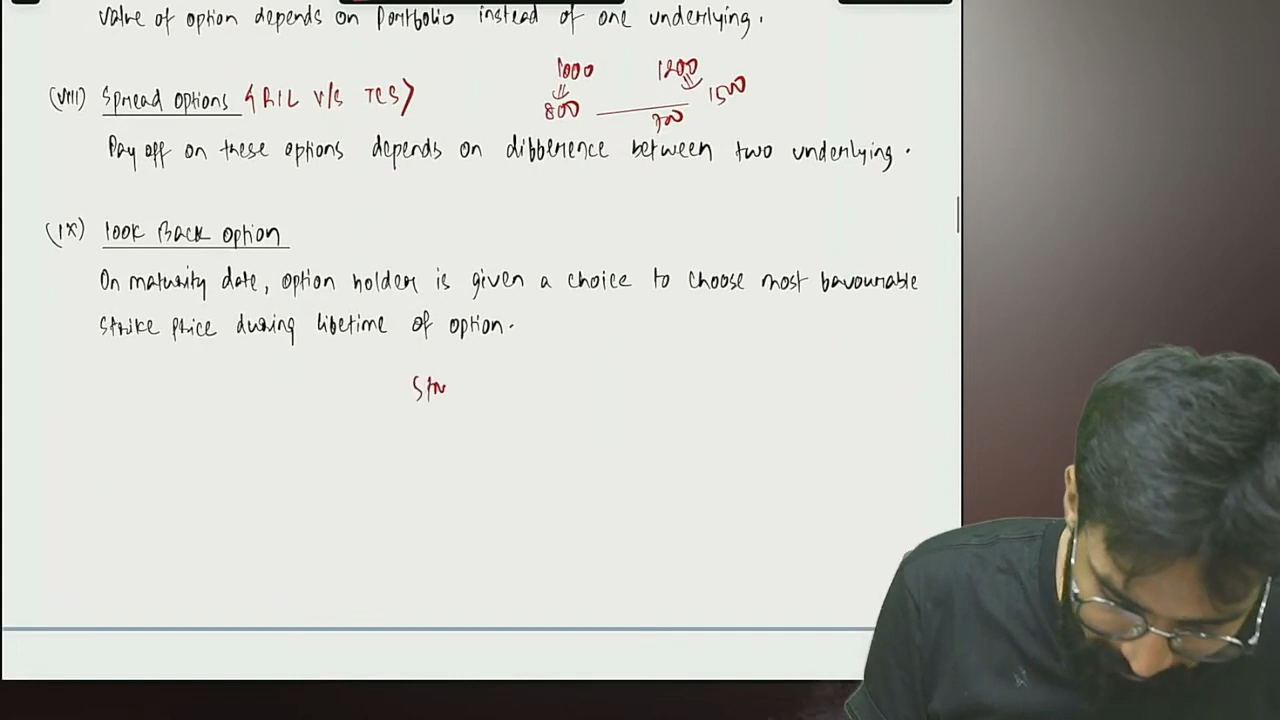 value of option depends on Portfolio instead of one underlying.
(VIII) Spread options {RIL V/S TCS}
1000 1200
800 700 1500
Pay off on these options depends on difference between two underlying.
(IX) Look Back option
On maturity date, option holder is given a choice to choose most favourable
strike price during lifetime of option.